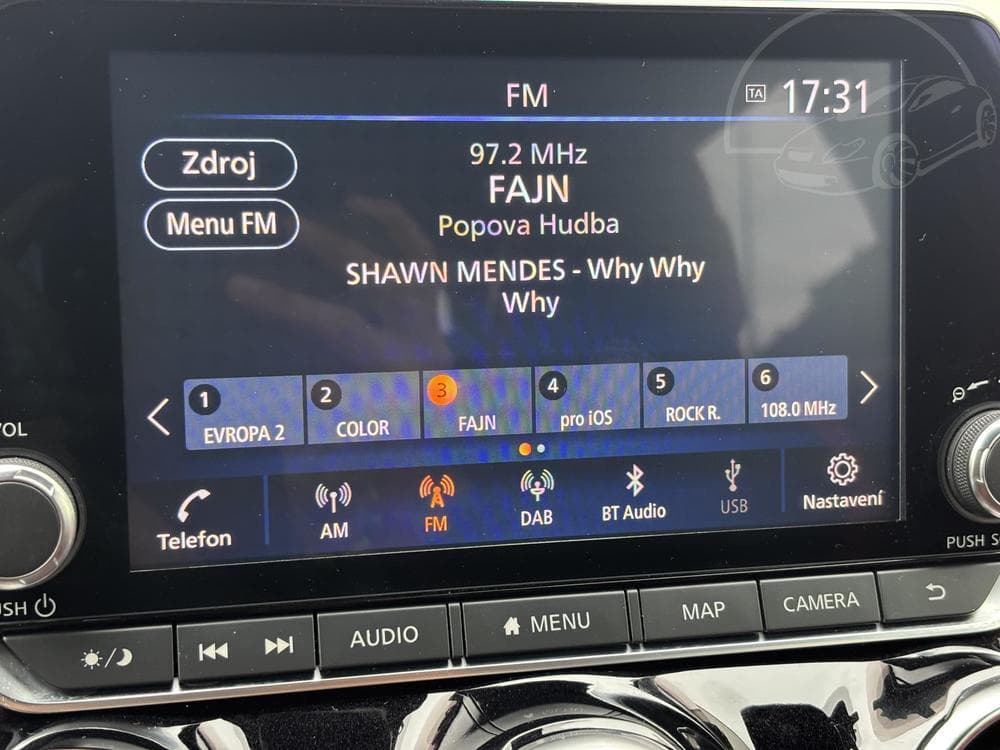 FM
TA 17:31
Zdroj
Menu FM
97.2 MHz
FAJN
Popova Hudba
SHAWN MENDES - Why Why
Why
1 EVROPA 2
2 COLOR
3 FAJN
4 pro iOS
5 ROCK R.
6 108.0 MHz
Telefon
AM
FM
DAB
BT Audio
USB
Nastavení
VOL
PUSH
AUDIO
MENU
MAP
CAMERA